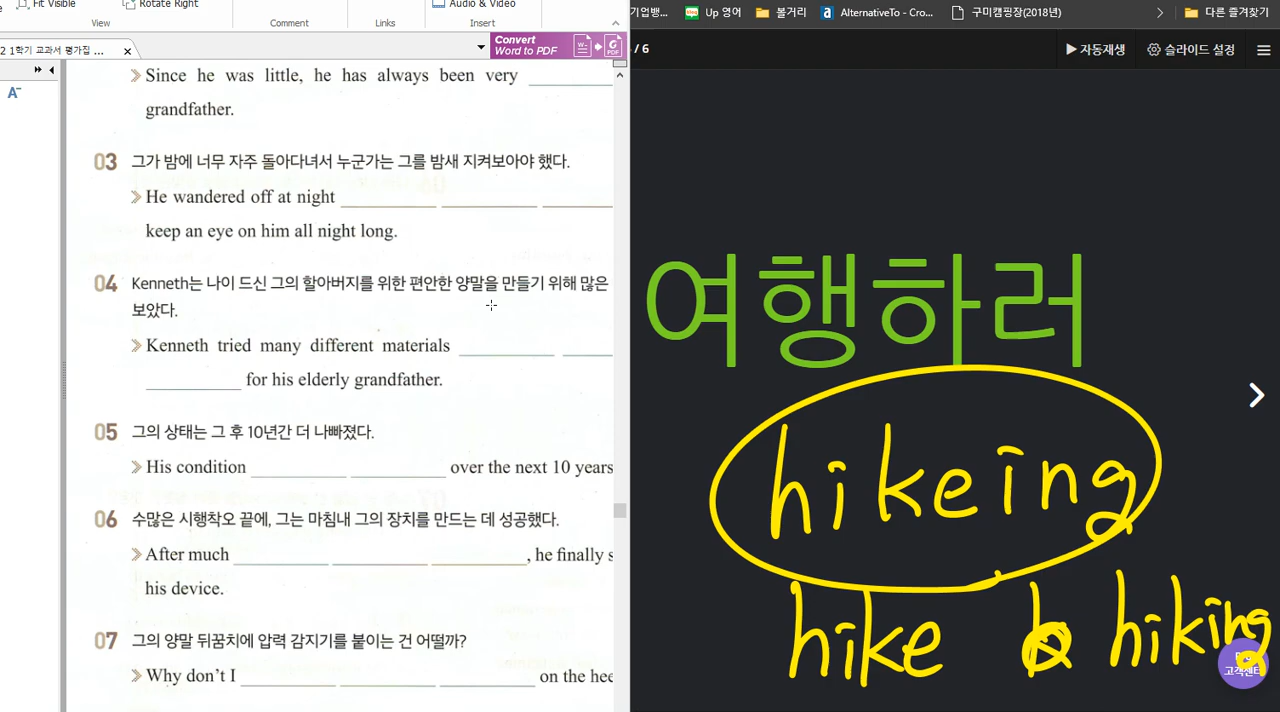 Fit Visible
Rotate Right
Audio & Video
View
Comment
Links
Insert
2 1학기 교과서 평가집 ...
Convert
Word to PDF
W
G
PDF
A
Since he was little, he has always been very
grandfather.
03 그가 밤에 너무 자주 돌아다녀서 누군가는 그를 밤새 지켜보아야 했다.
He wandered off at night
keep an eye on him all night long.
04 Kenneth는 나이 드신 그의 할아버지를 위한 편안한 양말을 만들기 위해 많은
보았다.
Kenneth tried many different materials
for his elderly grandfather.
05 그의 상태는 그 후 10년간 더 나빠졌다.
His condition over the next 10 years
06 수많은 시행착오 끝에, 그는 마침내 그의 장치를 만드는 데 성공했다.
After much , he finally s
his device.
07 그의 양말 뒤꿈치에 압력 감지기를 붙이는 건 어떨까?
Why don't I on the hee
기업뱅...
blog
Up 영어
볼거리
a
AlternativeTo - Cro...
구미캠핑장(2018년)
다른 즐겨찾기
/ 6
자동재생
슬라이드 설정
여행하러
hikeing
hike hiking
고객센터